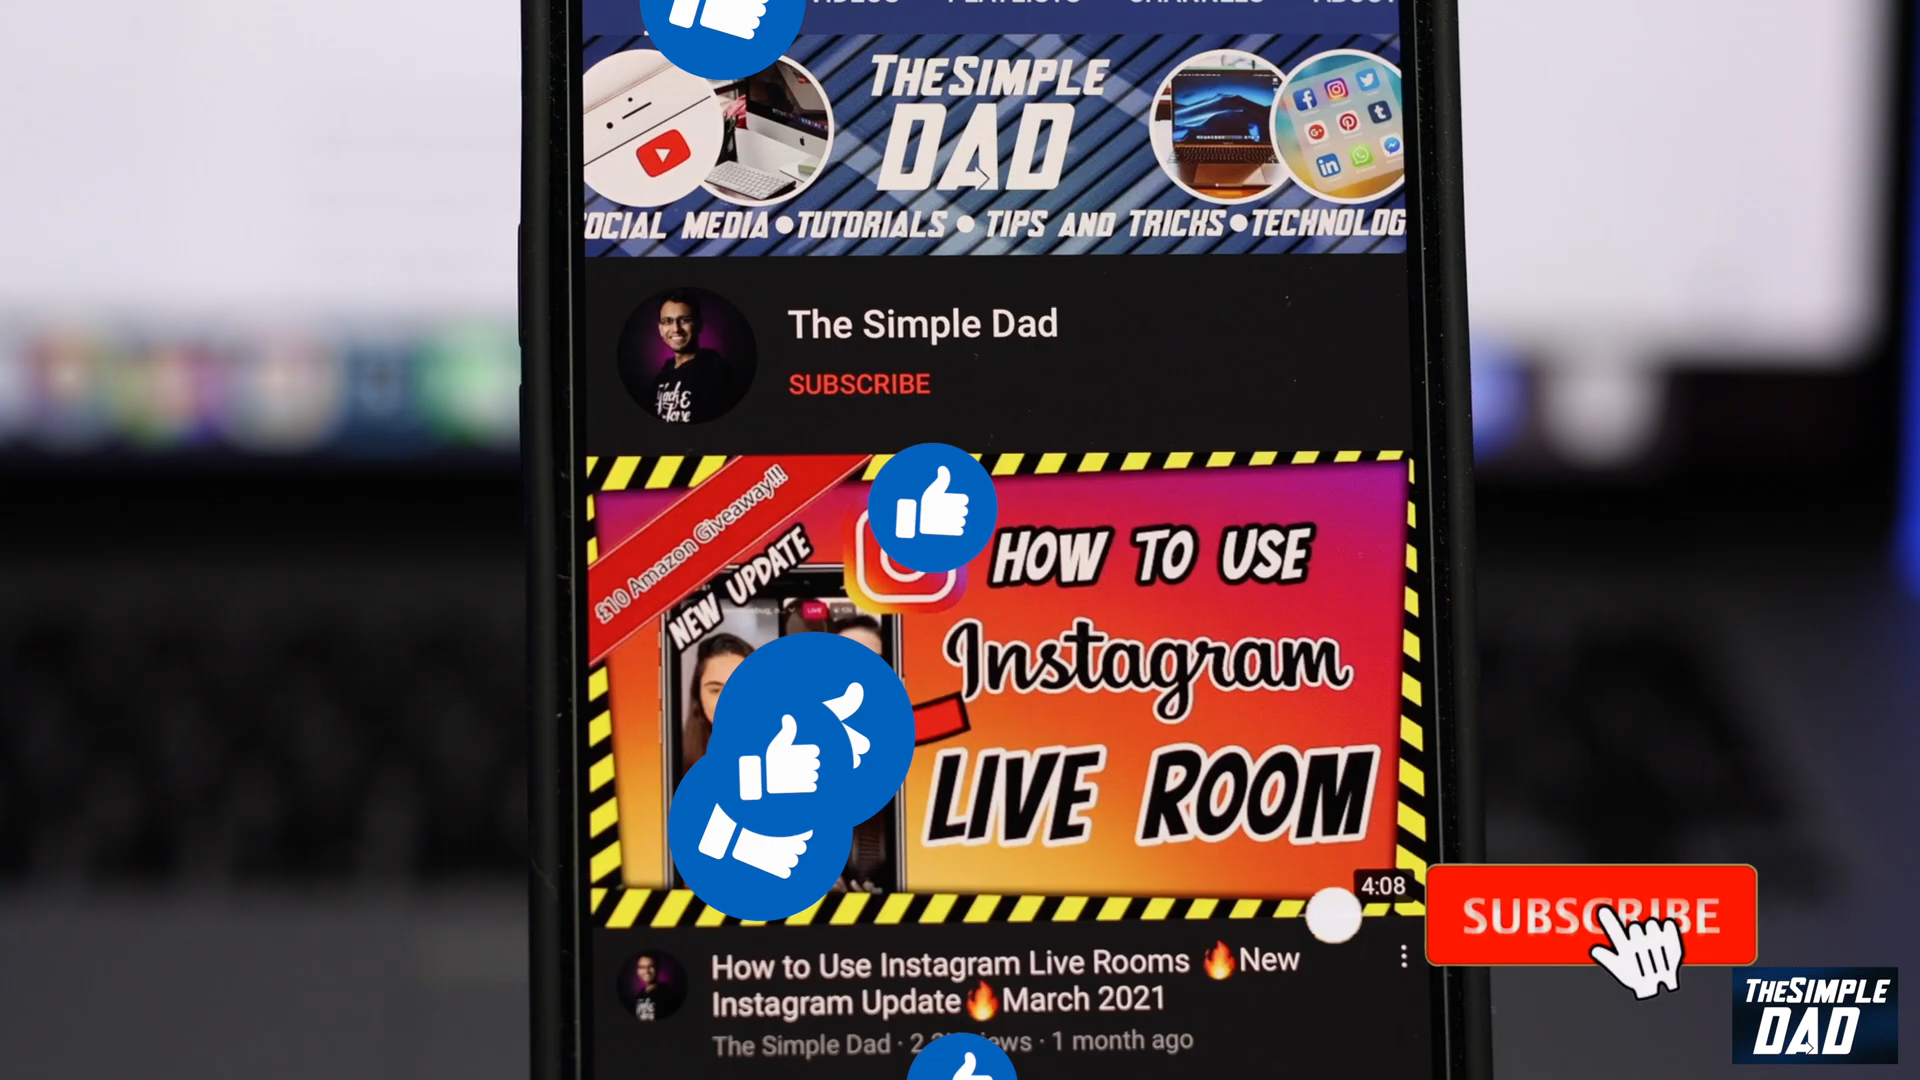 THE SIMPLE
DAD
OCIAL MEDIA ● TUTORIALS ● TIPS AND TRICKS ● TECHNOLOG
The Simple Dad
SUBSCRIBE
£10 Amazon Giveaway!!!
NEW UPDATE
LIVE
HOW TO USE
Instagram
LIVE ROOM
4:08
SUBSCRIBE
How to Use Instagram Live Rooms 🔥New
Instagram Update🔥March 2021
The Simple Dad · 1 month ago
THE SIMPLE
DAD